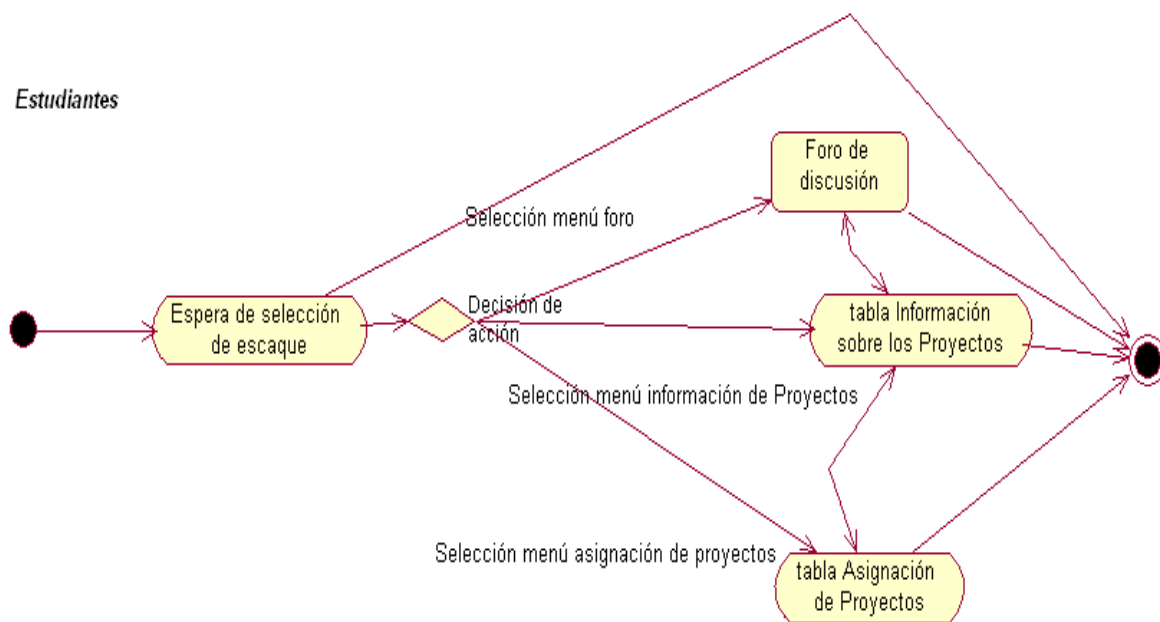 Estudiantes
Foro de
discusión
Selección menú foro
Espera de selección
de escaque
Decisión de
acción
tabla Información
sobre los Proyectos
Selección menú información de Proyectos
Selección menú asignación de proyectos
tabla Asignación
de Proyectos